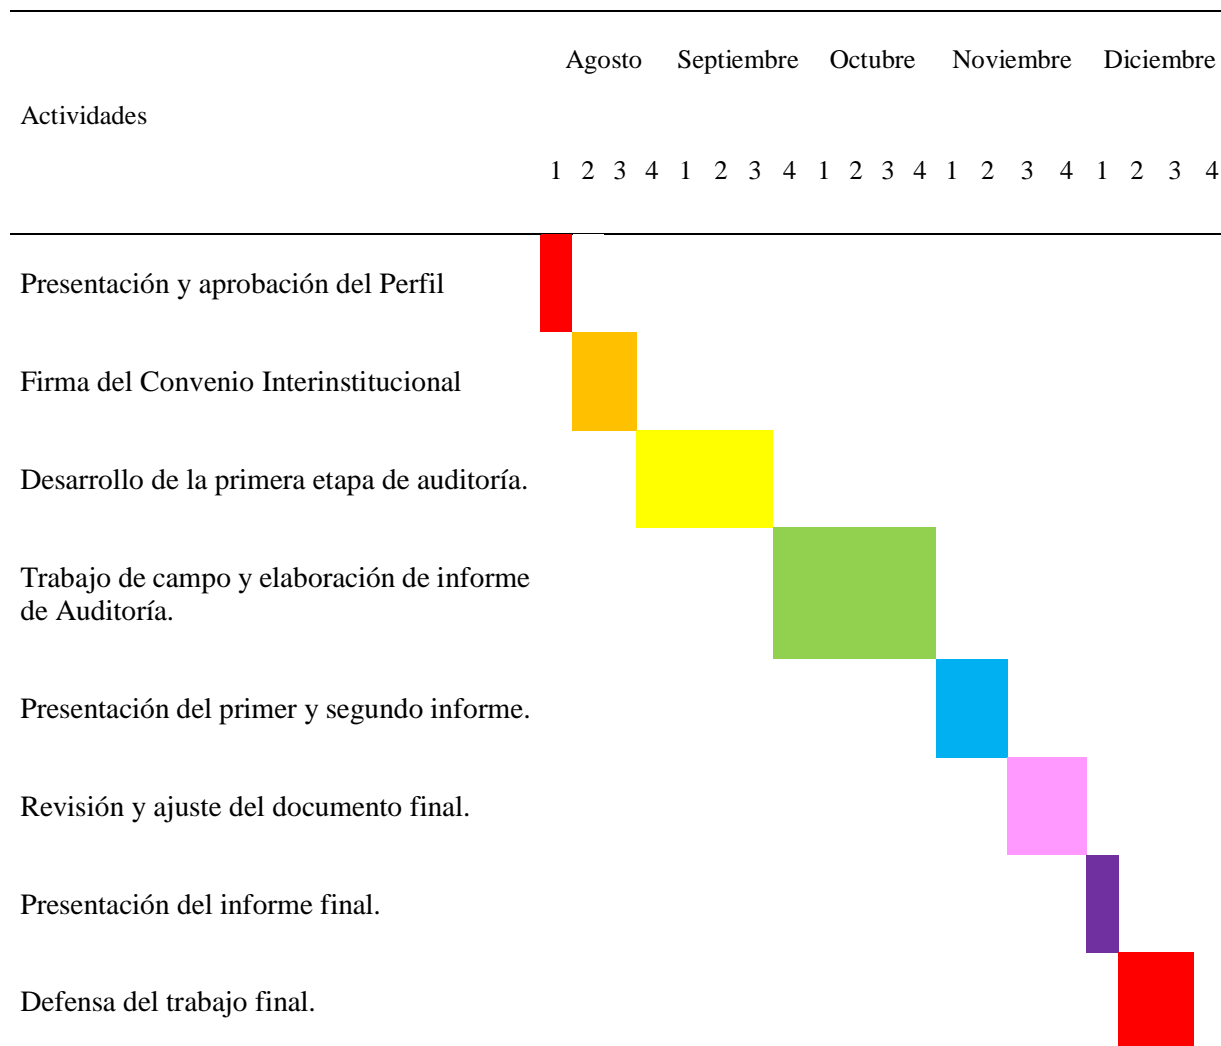 Agosto Septiembre Octubre Noviembre Diciembre
Actividades
1 2 3 4 1 2 3 4 1 2 3 4 1 2 3 4 1 2 3 4
Presentación y aprobación del Perfil
Firma del Convenio Interinstitucional
Desarrollo de la primera etapa de auditoría.
Trabajo de campo y elaboración de informe
de Auditoría.
Presentación del primer y segundo informe.
Revisión y ajuste del documento final.
Presentación del informe final.
Defensa del trabajo final.